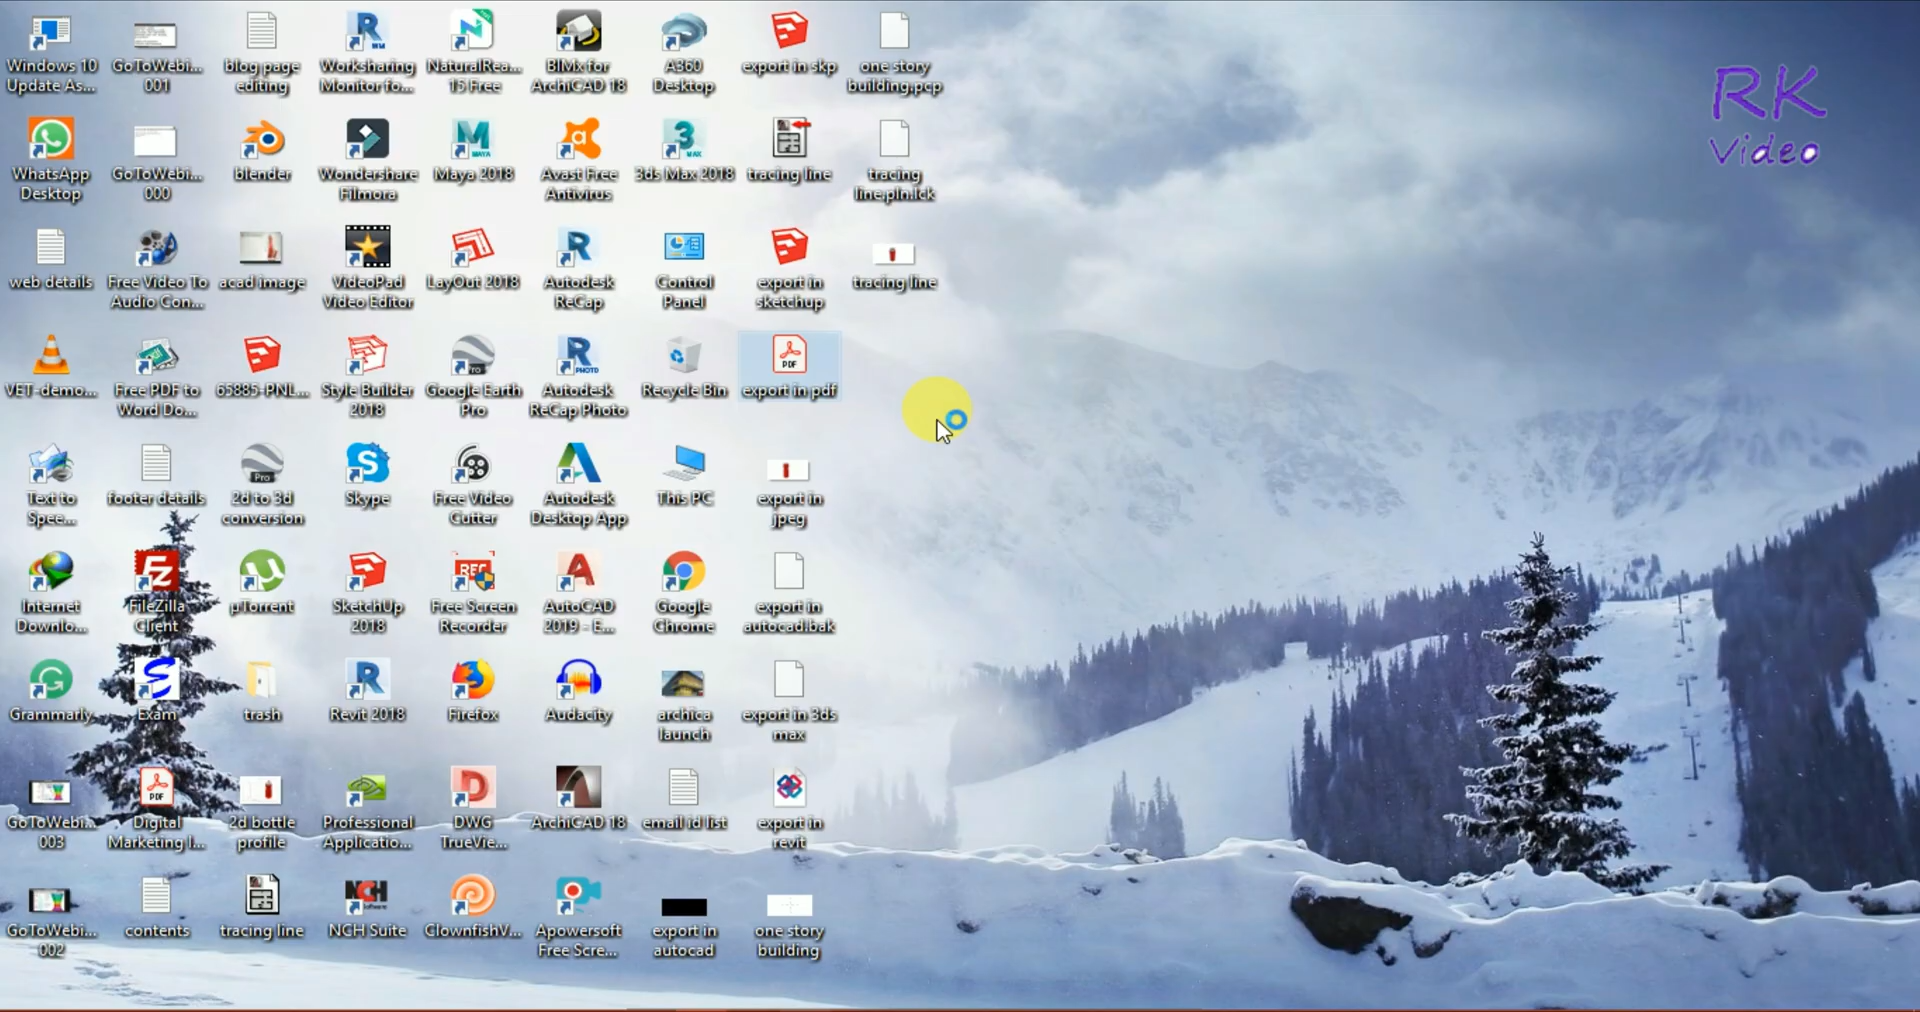 Windows 10
Update As...
GoToWebi...
001
blog page
editing
Worksharing
Monitor fo...
NaturalRea...
15 Free
BIMx for
ArchiCAD 18
A360
Desktop
export in skp
one story
building.pcp
RK
Video
WhatsApp
Desktop
GoToWebi...
000
blender
Wondershare
Filmora
Maya 2018
Avast Free
Antivirus
3ds Max 2018
tracing line
tracing
line.pln.lck
web details
Free Video To
Audio Con...
acad image
VideoPad
Video Editor
LayOut 2018
Autodesk
ReCap
Control
Panel
export in
sketchup
tracing line
VET-demo...
Free PDF to
Word Do...
65885-PNL...
Style Builder
2018
Google Earth
Pro
Autodesk
ReCap Photo
Recycle Bin
export in pdf
Text to
Spee...
footer details
2d to 3d
conversion
Skype
Free Video
Cutter
Autodesk
Desktop App
This PC
export in
jpeg
Internet
Downlo...
FileZilla
Client
µTorrent
SketchUp
2018
Free Screen
Recorder
AutoCAD
2019 - E...
Google
Chrome
export in
autocad.bak
Grammarly
Exam
trash
Revit 2018
Firefox
Audacity
archica
launch
export in 3ds
max
GoToWebi...
003
Digital
Marketing I...
2d bottle
profile
Professional
Applicatio...
DWG
TrueVie...
ArchiCAD 18
email id list
export in
revit
GoToWebi...
002
contents
tracing line
NCH Suite
ClownfishV...
Apowersoft
Free Scre...
export in
autocad
one story
building